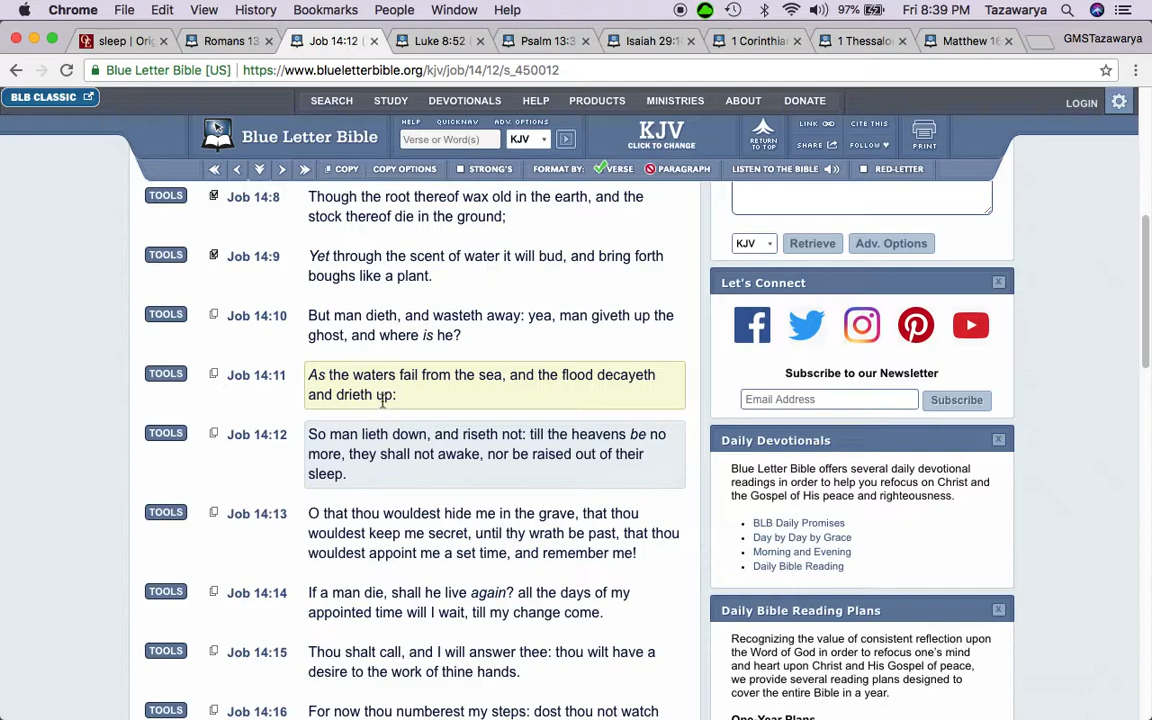 Chrome File Edit View History Bookmarks People Window Help 97% Fri 8:39 PM Tazawarya
sleep | Orig Romans 13: Job 14:12 ( Luke 8:52 ( Psalm 13:3 Isaiah 29:1 1 Corinthian 1 Thessalon Matthew 16 GMSTazawarya
Blue Letter Bible [US] https://www.blueletterbible.org/kjv/job/14/12/s_450012
BLB CLASSIC
SEARCH STUDY DEVOTIONALS HELP PRODUCTS MINISTRIES ABOUT DONATE LOGIN
Blue Letter Bible
HELP QUICKNAV ADV. OPTIONS
Verse or Word(s) KJV
KJV
CLICK TO CHANGE
RETURN
TO TOP
LINK
SHARE
CITE THIS
FOLLOW
PRINT
COPY COPY OPTIONS STRONG'S FORMAT BY: VERSE PARAGRAPH LISTEN TO THE BIBLE RED-LETTER
TOOLS Job 14:8 Though the root thereof wax old in the earth, and the
stock thereof die in the ground;
TOOLS Job 14:9 Yet through the scent of water it will bud, and bring forth
boughs like a plant.
TOOLS Job 14:10 But man dieth, and wasteth away: yea, man giveth up the
ghost, and where is he?
TOOLS Job 14:11 As the waters fail from the sea, and the flood decayeth
and drieth up:
TOOLS Job 14:12 So man lieth down, and riseth not: till the heavens be no
more, they shall not awake, nor be raised out of their
sleep.
TOOLS Job 14:13 O that thou wouldest hide me in the grave, that thou
wouldest keep me secret, until thy wrath be past, that thou
wouldest appoint me a set time, and remember me!
TOOLS Job 14:14 If a man die, shall he live again? all the days of my
appointed time will I wait, till my change come.
TOOLS Job 14:15 Thou shalt call, and I will answer thee: thou wilt have a
desire to the work of thine hands.
TOOLS Job 14:16 For now thou numberest my steps: dost thou not watch
KJV Retrieve Adv. Options
Let's Connect
Subscribe to our Newsletter
Email Address Subscribe
Daily Devotionals
Blue Letter Bible offers several daily devotional
readings in order to help you refocus on Christ and
the Gospel of His peace and righteousness.
BLB Daily Promises
Day by Day by Grace
Morning and Evening
Daily Bible Reading
Daily Bible Reading Plans
Recognizing the value of consistent reflection upon
the Word of God in order to refocus one's mind
and heart upon Christ and His Gospel of peace,
we provide several reading plans designed to
cover the entire Bible in a year.
One-Year Plans